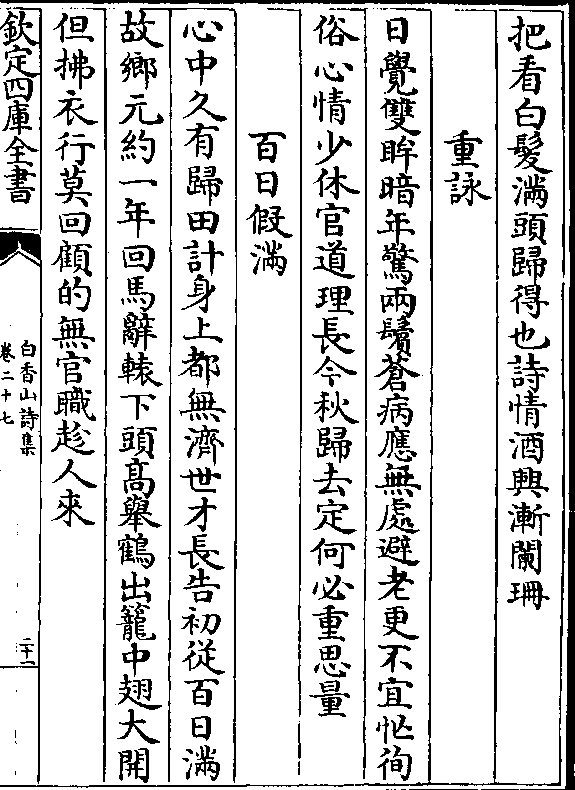 把看白髮滿頭歸得也詩情酒興漸闌珊
重詠
日覺雙眸暗年驚兩鬢蒼病應無處避老更不宜忙徇
俗心情少休官道理長今秋歸去定何必重思量
百日假滿
心中久有歸田計身上都無濟世才長告初從百日滿
故鄉元約一年回馬辭轅下頭高舉鶴出籠中翅大開
但拂衣行莫回顧的無官職趁人來
欽定四庫全書
白香山詩集
卷二十七
二十一